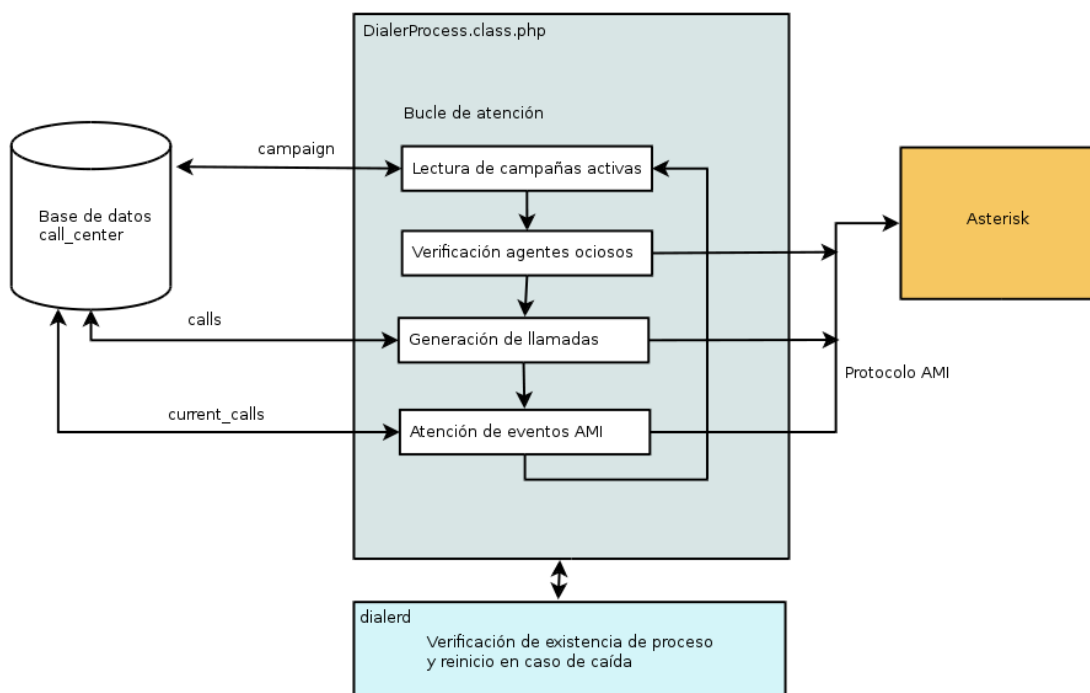 DialerProcess.class.php
Bucle de atención
campaign
Lectura de campañas activas
Base de datos
call_center
Verificación agentes ociosos
Asterisk
calls
Generación de llamadas
Protocolo AMI
current_calls
Atención de eventos AMI
dialerd
Verificación de existencia de proceso
y reinicio en caso de caída